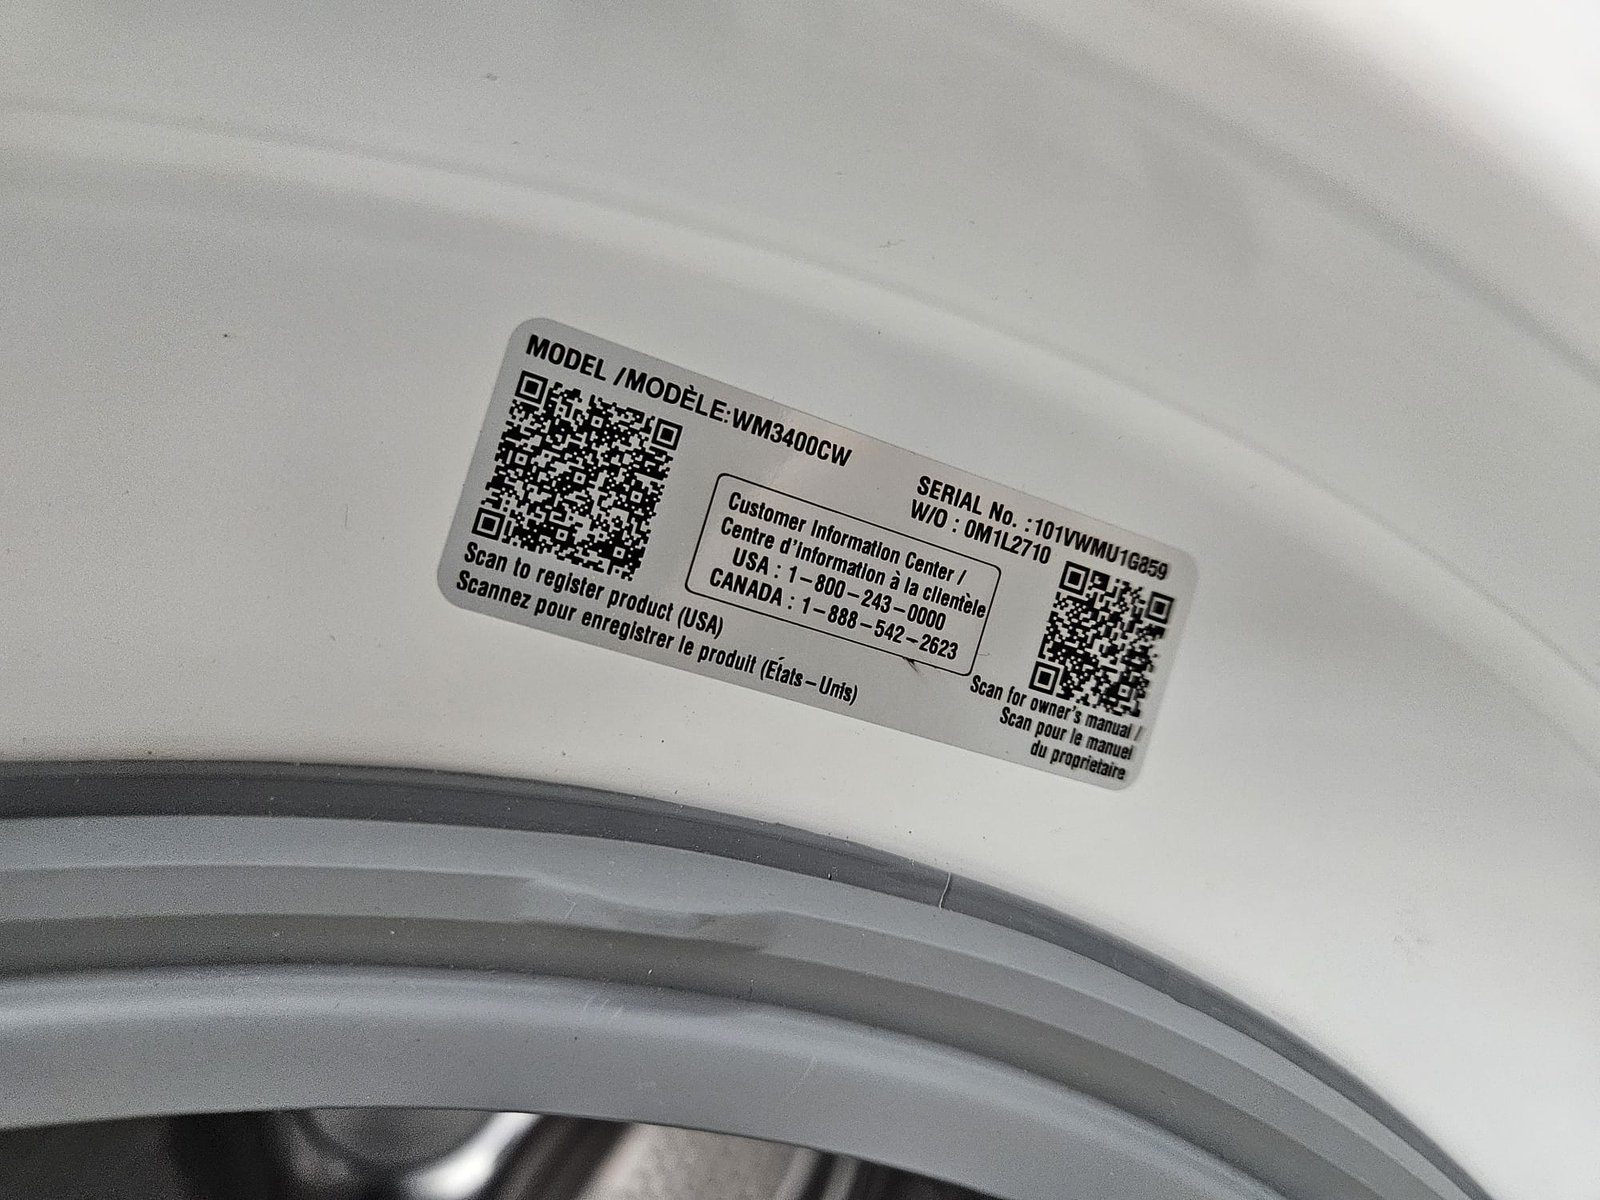 MODEL /MODÈLE:WM3400CW
SERIAL No. :101VWMU1G859
W/O : 0M1L2710
Customer Information Center /
Centre d'information à la clientèle
USA : 1-800-243-0000
CANADA : 1-888-542-2623
Scan to register product (USA)
Scannez pour enregistrer le produit (États-Unis)
Scan for owner's manual /
Scan pour le manuel
du proprietaire